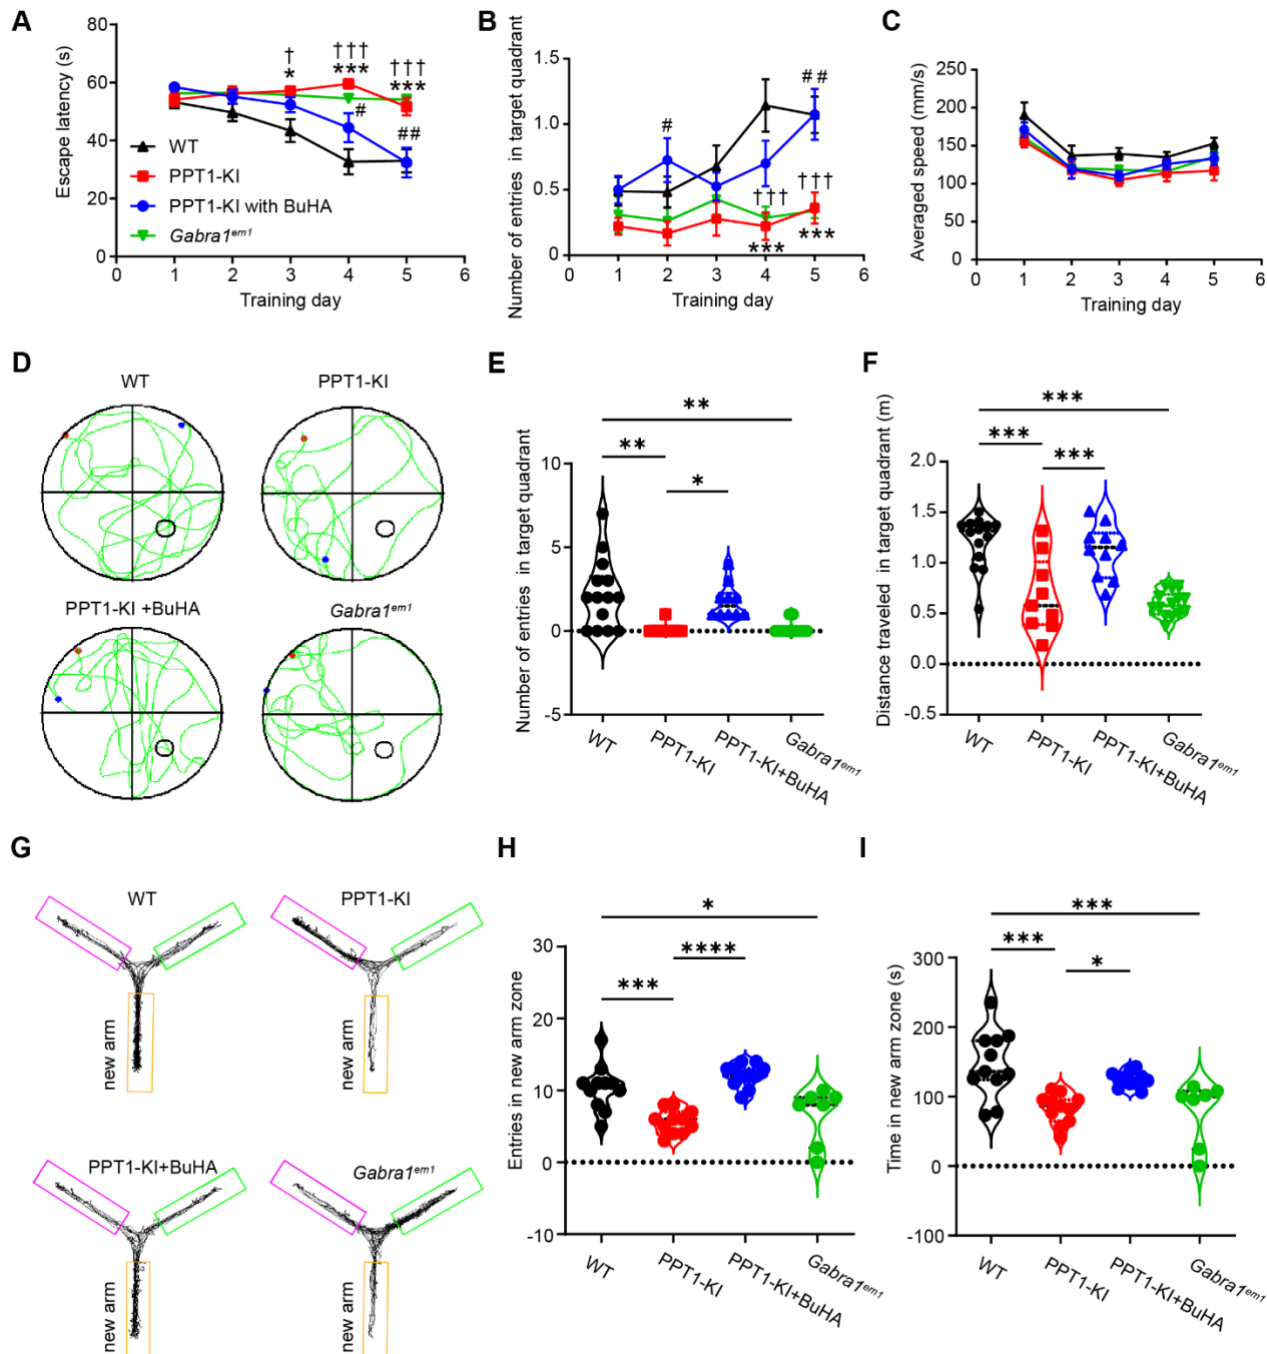 A
B
C
80
60
40
20
0
Escape latency (s)
0
1
2
3
4
5
6
Training day
WT
PPT1-KI
PPT1-KI with BuHA
Gabra1em1
†
*
†††
***
#
†††
***
##
1.5
1.0
0.5
0
Number of entries in target quadrant
0
1
2
3
4
5
6
Training day
#
##
†††
***
†††
***
250
200
150
100
50
0
Averaged speed (mm/s)
0
1
2
3
4
5
6
Training day
D
E
F
WT
PPT1-KI
PPT1-KI +BuHA
Gabra1em1
**
**
*
10
5
0
-5
Number of entries in target quadrant
WT
PPT1-KI
PPT1-KI+BuHA
Gabra1em1
***
***
***
2.0
1.5
1.0
0.5
0.0
-0.5
Distance traveled in target quadrant (m)
WT
PPT1-KI
PPT1-KI+BuHA
Gabra1em1
G
H
I
WT
PPT1-KI
new arm
new arm
PPT1-KI+BuHA
Gabra1em1
new arm
new arm
*
****
***
30
20
10
0
-10
Entries in new arm zone
WT
PPT1-KI
PPT1-KI+BuHA
Gabra1em1
***
***
*
300
200
100
0
-100
Time in new arm zone (s)
WT
PPT1-KI
PPT1-KI+BuHA
Gabra1em1